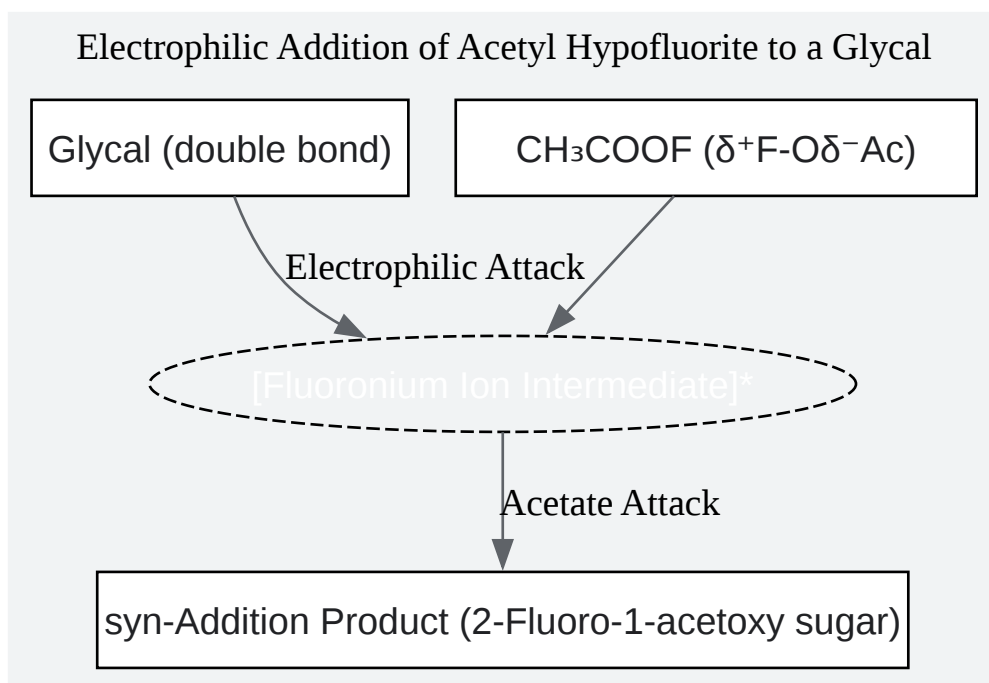 Electrophilic Addition of Acetyl Hypofluorite to a Glycal
Glycal (double bond)
CH₃COOF (δ⁺F-Oδ⁻Ac)
Electrophilic Attack
[Fluoronium Ion Intermediate]*
Acetate Attack
syn-Addition Product (2-Fluoro-1-acetoxy sugar)